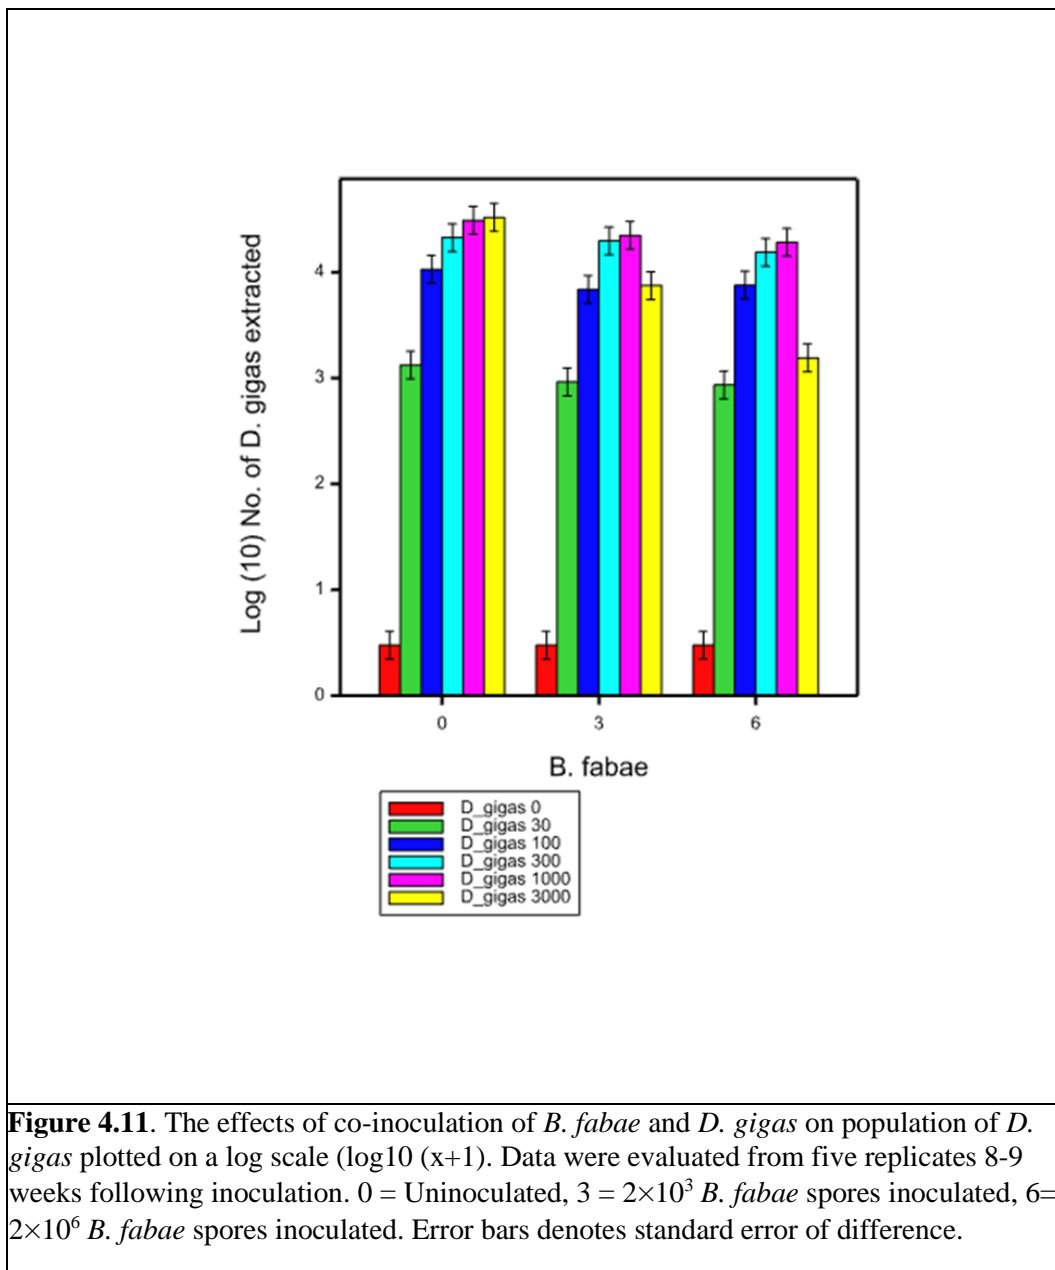 Log (10) No. of D. gigas extracted
4
3
2
1
0
0 3 6
B. fabae
D_gigas 0
D_gigas 30
D_gigas 100
D_gigas 300
D_gigas 1000
D_gigas 3000
Figure 4.11. The effects of co-inoculation of B. fabae and D. gigas on population of D.
gigas plotted on a log scale (log10 (x+1). Data were evaluated from five replicates 8-9
weeks following inoculation. 0 = Uninoculated, 3 = 2×10³ B. fabae spores inoculated, 6=
2×10⁶ B. fabae spores inoculated. Error bars denotes standard error of difference.